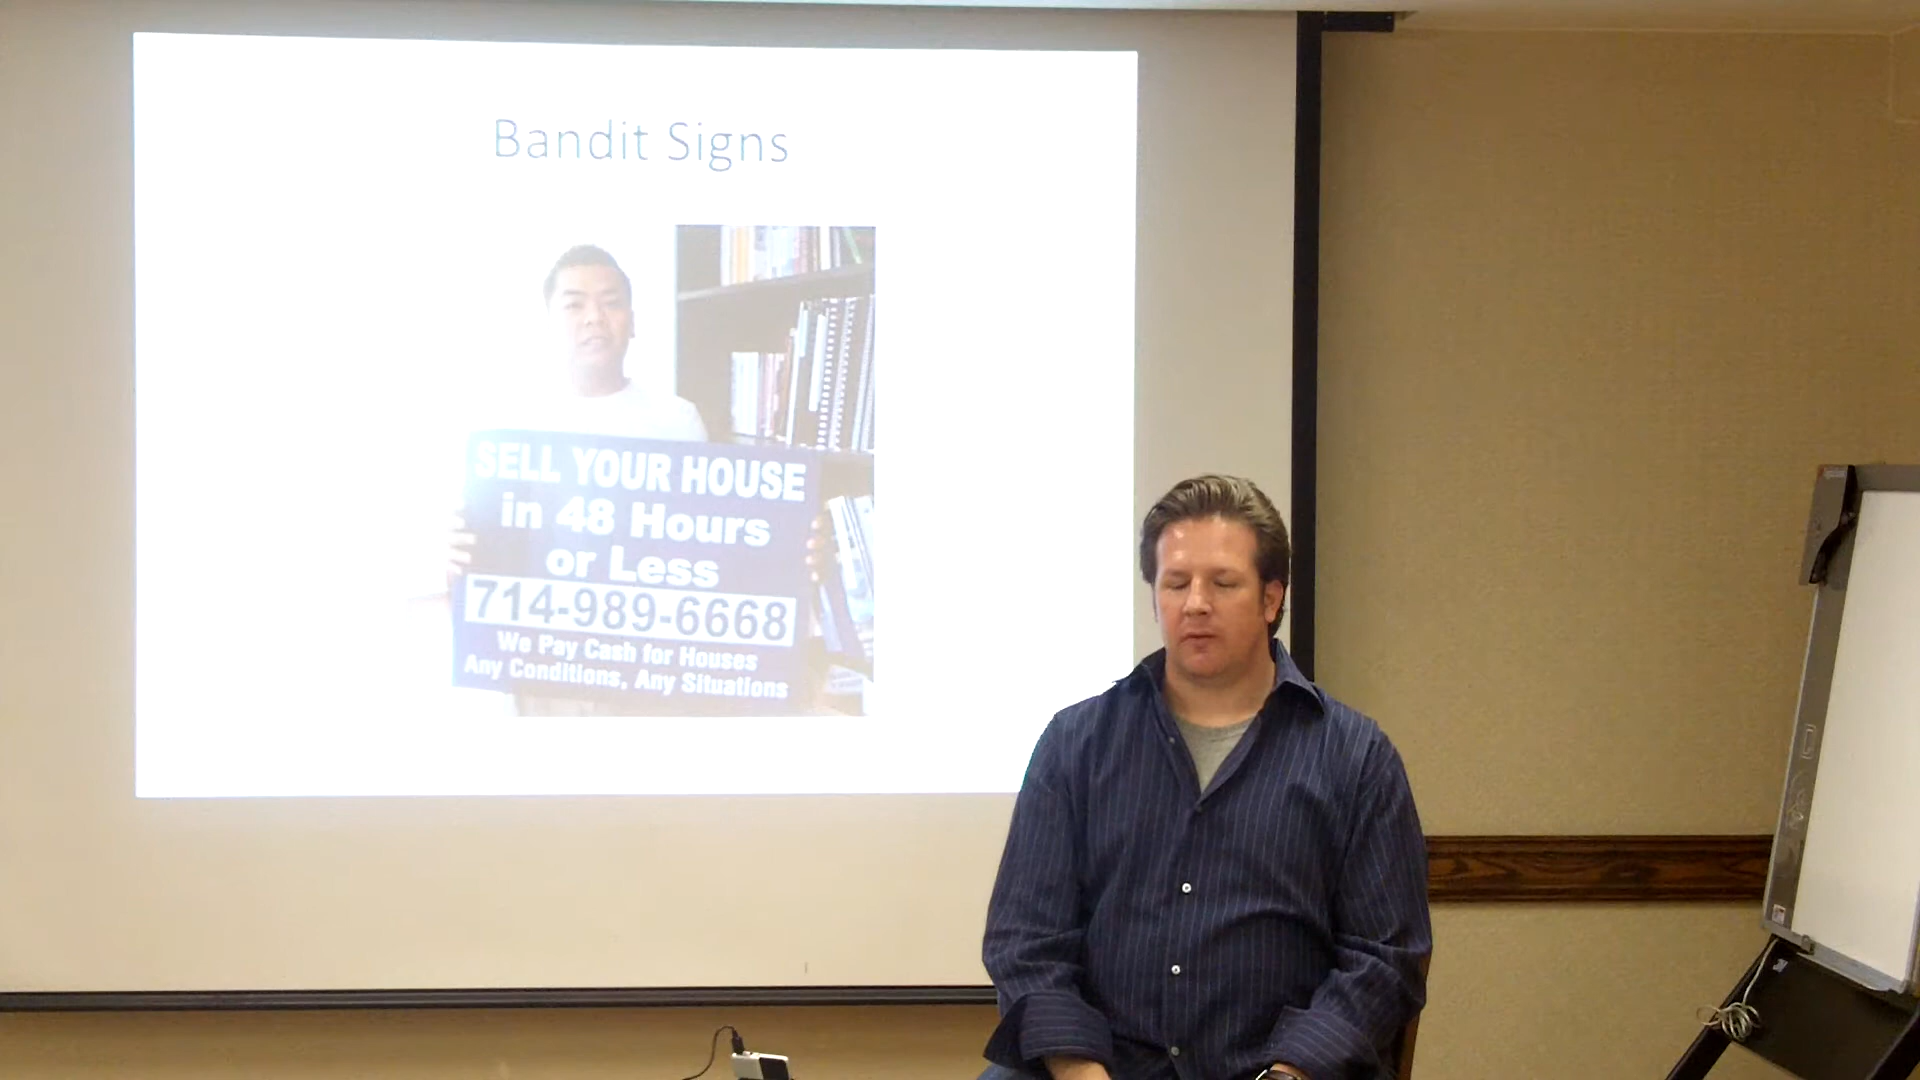 Bandit Signs
SELL YOUR HOUSE
in 48 Hours
or Less
714-989-6668
We Pay Cash for Houses
Any Conditions, Any Situations